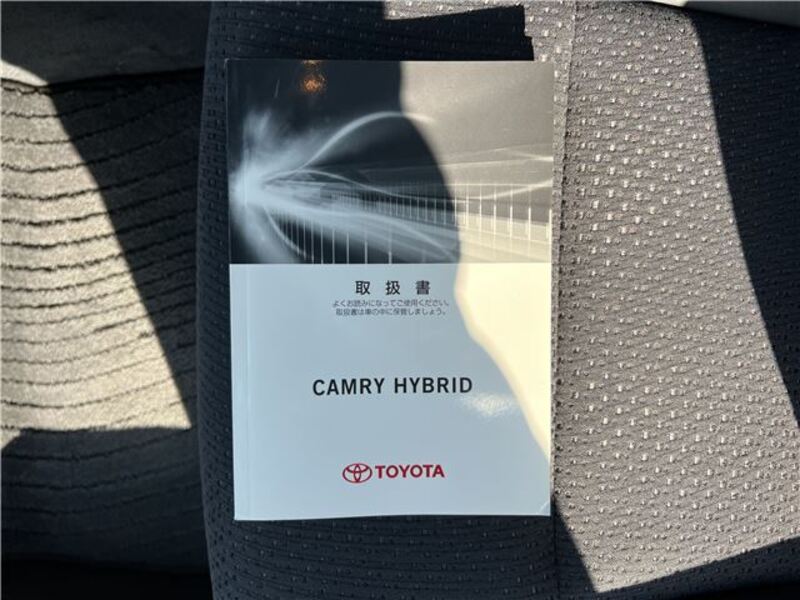 取扱書
よくお読みになってご使用ください。
取扱書は車の中に保管しましょう。
CAMRY HYBRID
TOYOTA